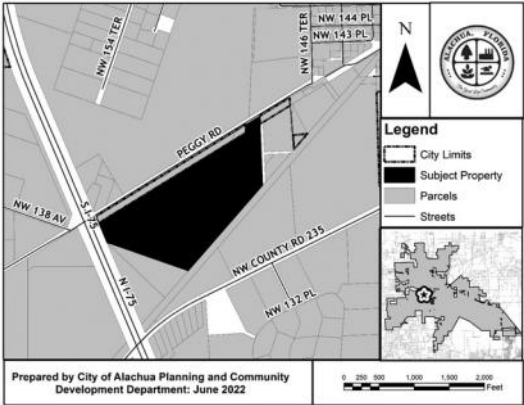 NW 144 PL
NW 146 TER
NW 143 PL
NW 154 TER
N
ALACHUA, FLORIDA
PEGGY RD
Legend
City Limits
Subject Property
Parcels
Streets
NW 138 AV
S I-75
N I-75
NW COUNTY RD 235
NW 132 PL
Prepared by City of Alachua Planning and Community
Development Department: June 2022
0 250 500 1,000 1,500 2,000
Feet